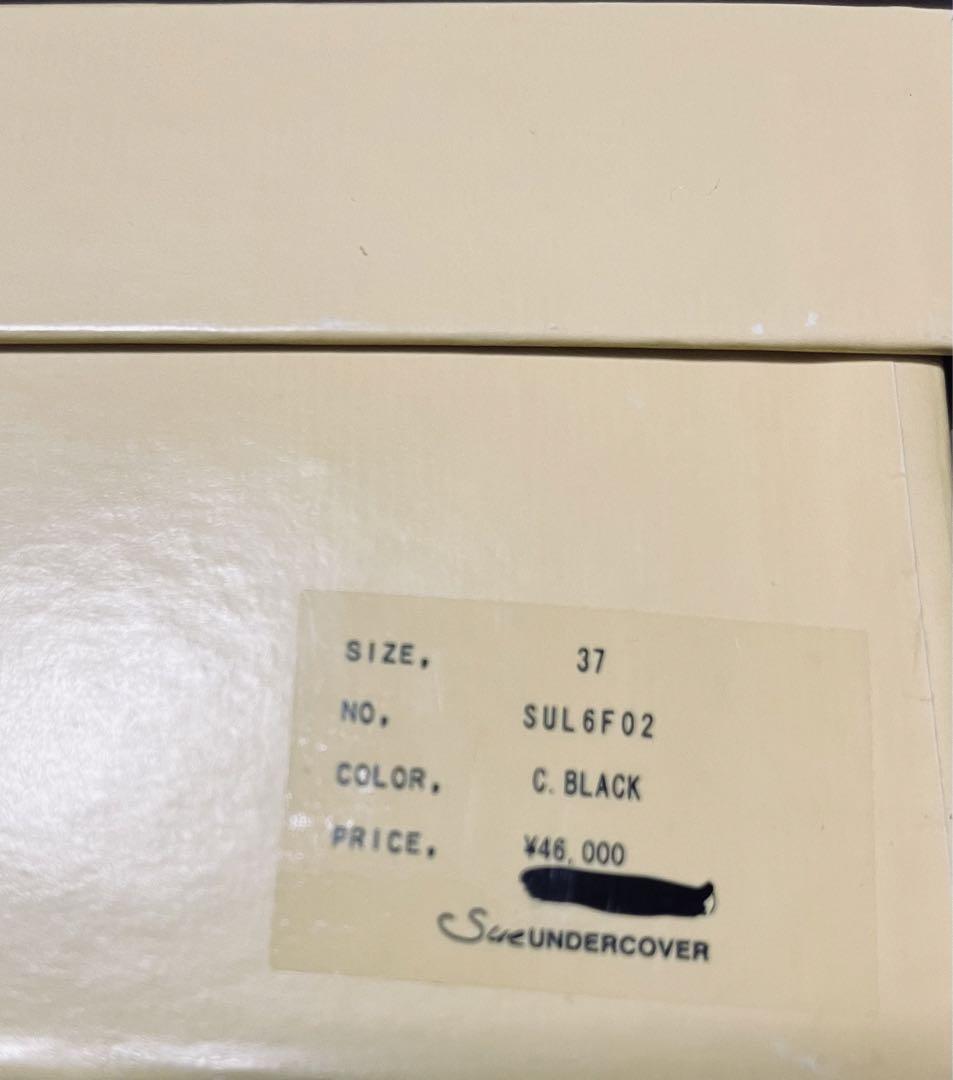 SIZE. 37
NO. SUL6F02
COLOR. C. BLACK
PRICE. ¥46,000
SueUNDERCOVER